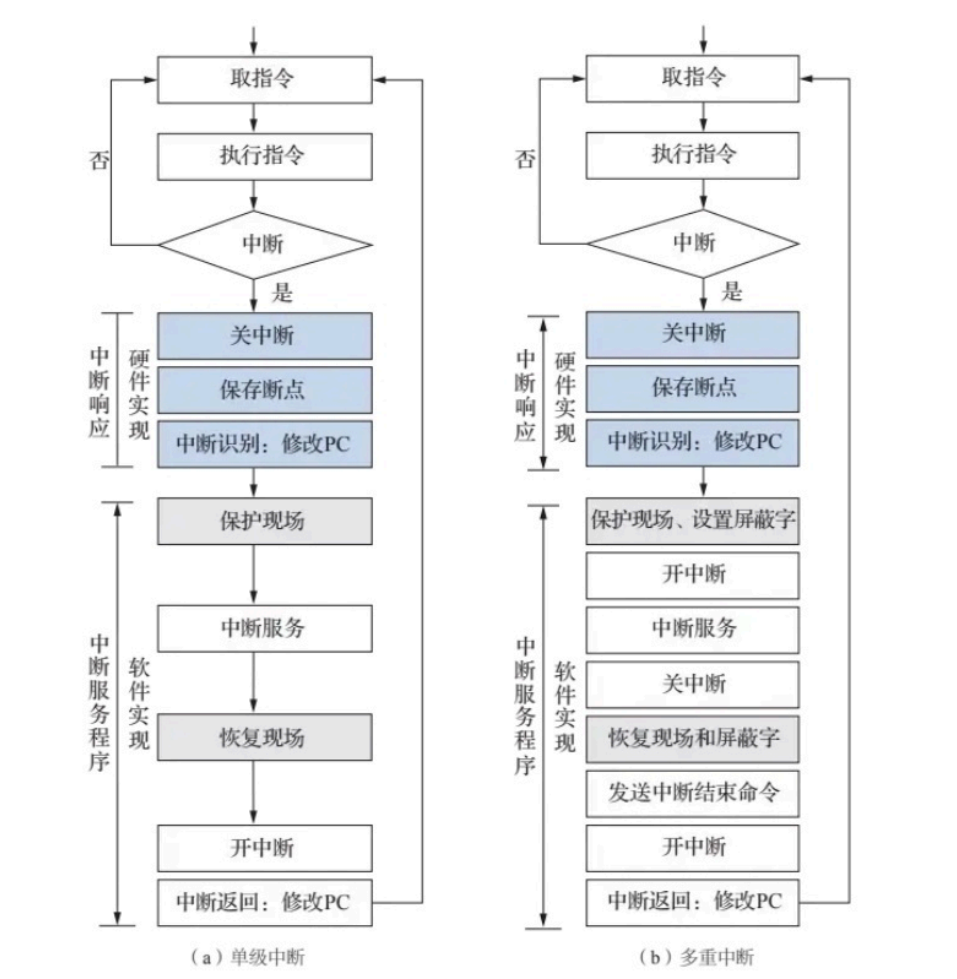 取指令
执行指令
否
中断
是
中断响应
硬件实现
关中断
保存断点
中断识别：修改PC
中断服务程序
软件实现
保护现场
中断服务
恢复现场
开中断
中断返回：修改PC
（a）单级中断
取指令
执行指令
否
中断
是
中断响应
硬件实现
关中断
保存断点
中断识别：修改PC
中断服务程序
软件实现
保护现场、设置屏蔽字
开中断
中断服务
关中断
恢复现场和屏蔽字
发送中断结束命令
开中断
中断返回：修改PC
（b）多重中断